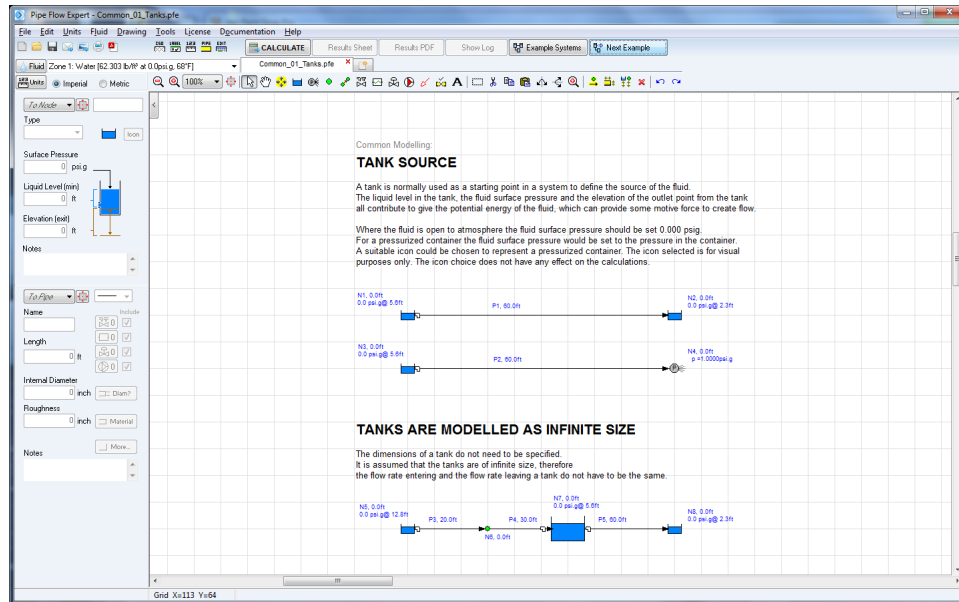 Pipe Flow Expert - Common_01_Tanks.pfe
File Edit Units Fluid Drawing Tools License Documentation Help
CALCULATE Results Sheet Results PDF Show Log Example Systems Next Example
Fluid Zone 1: Water [62.303 lb/ft³ at 0.0psi.g, 68°F] Common_01_Tanks.pfe
Units Imperial Metric 100% A
To Node
Type
Icon
Surface Pressure
0 psi.g
Liquid Level (min)
0 ft
Elevation (exit)
0 ft
Notes
To Pipe
Name Include
0
Length 0
0 ft 0
0
Internal Diameter
0 inch Diam?
Roughness
0 inch Material
Notes More...
Common Modelling:
TANK SOURCE
A tank is normally used as a starting point in a system to define the source of the fluid.
The liquid level in the tank, the fluid surface pressure and the elevation of the outlet point from the tank
all contribute to give the potential energy of the fluid, which can provide some motive force to create flow.
Where the fluid is open to atmosphere the fluid surface pressure should be set 0.000 psig.
For a pressurized container the fluid surface pressure would be set to the pressure in the container.
A suitable icon could be chosen to represent a pressurized container. The icon selected is for visual
purposes only. The icon choice does not have any effect on the calculations.
N1, 0.0ft
0.0 psi.g@ 5.6ft
P1, 60.0ft
N2, 0.0ft
0.0 psi.g@ 2.3ft
N3, 0.0ft
0.0 psi.g@ 5.6ft
P2, 60.0ft
N4, 0.0ft
p =1.0000psi.g
P
TANKS ARE MODELLED AS INFINITE SIZE
The dimensions of a tank do not need to be specified.
It is assumed that the tanks are of infinite size, therefore
the flow rate entering and the flow rate leaving a tank do not have to be the same.
N5, 0.0ft
0.0 psi.g@ 12.8ft
P3, 20.0ft
N6, 0.0ft
P4, 30.0ft
N7, 0.0ft
0.0 psi.g@ 5.6ft
P5, 60.0ft
N8, 0.0ft
0.0 psi.g@ 2.3ft
Grid X=113 Y=64